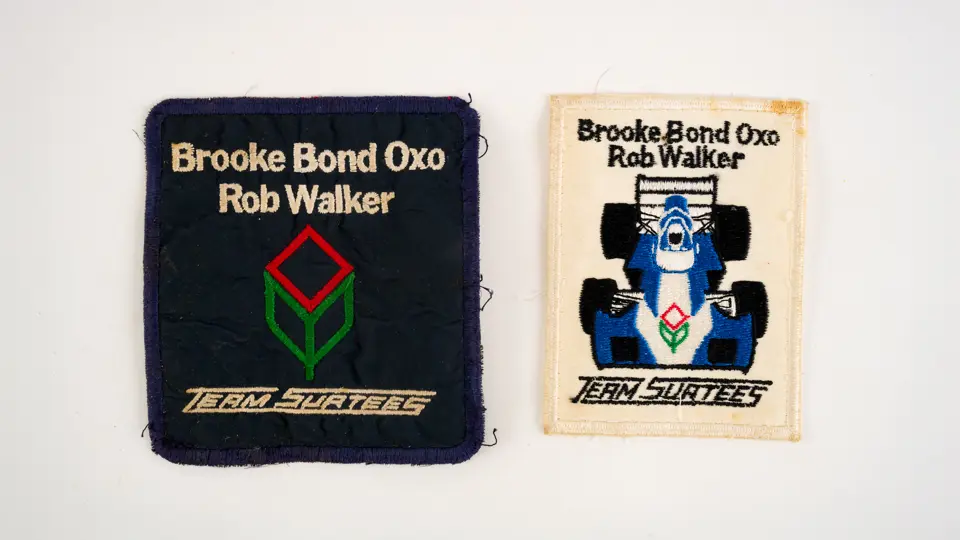 Brooke Bond Oxo
Rob Walker
TEAM SURTEES
Brooke Bond Oxo
Rob Walker
TEAM SURTEES